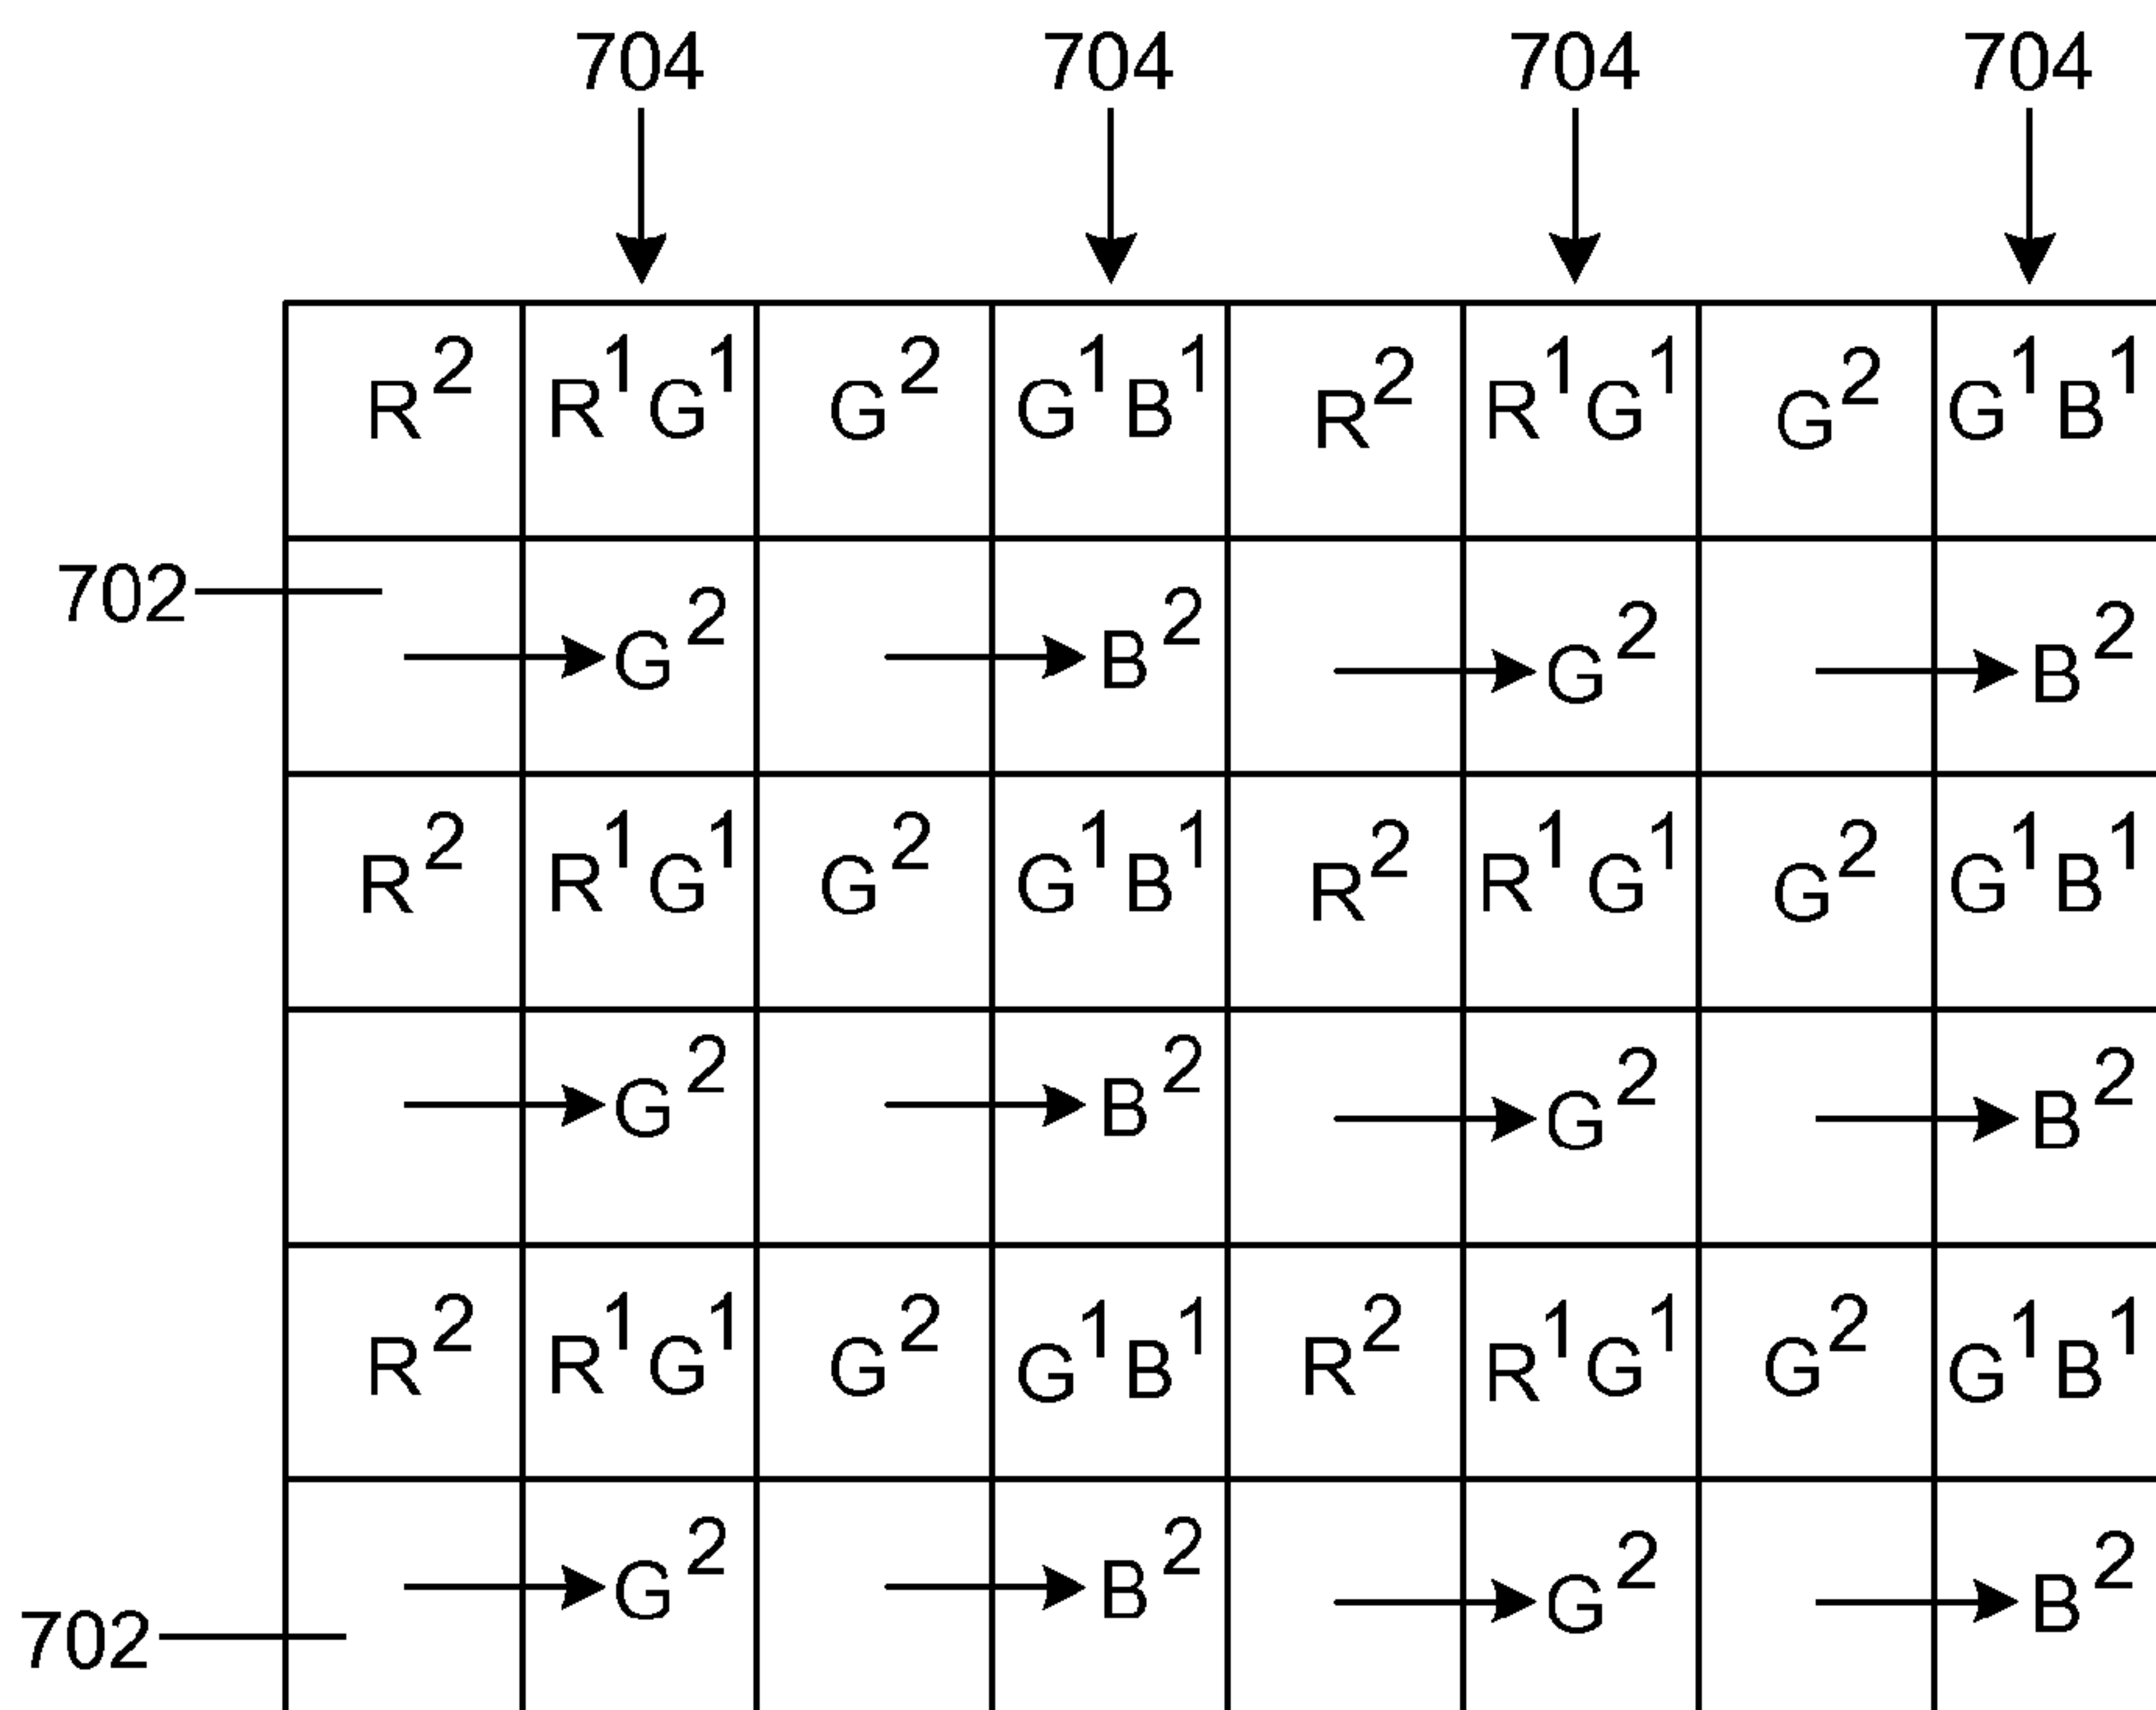 704 704 704 704
R² R¹G¹ G² G¹B¹ R² R¹G¹ G² G¹B¹
702 G² B² G² B²
R² R¹G¹ G² G¹B¹ R² R¹G¹ G² G¹B¹
G² B² G² B²
R² R¹G¹ G² G¹B¹ R² R¹G¹ G² G¹B¹
G² B² G² B²
702